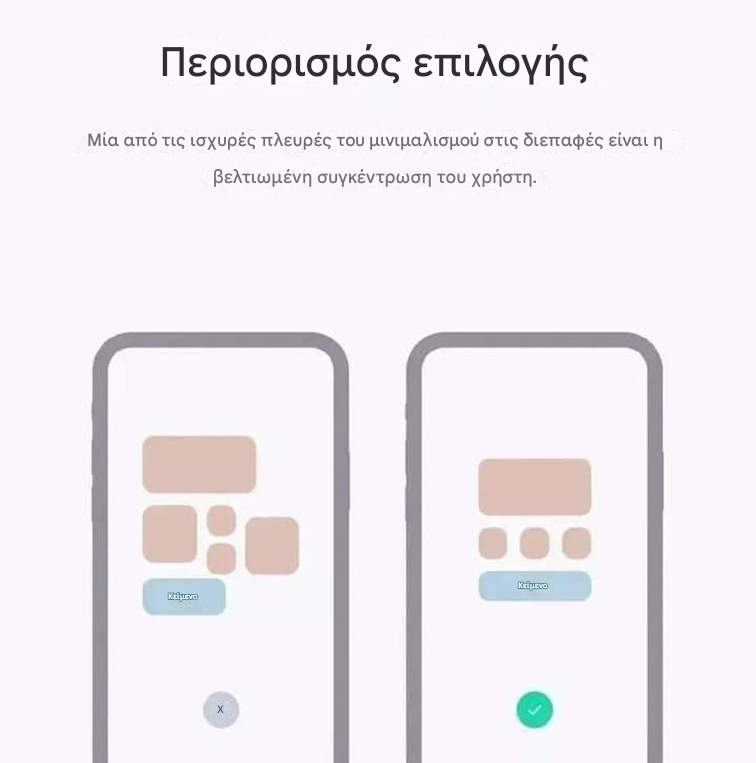 Περιορισμός επιλογής
Μία από τις ισχυρές πλευρές του μινιμαλισμού στις διεπαφές είναι η
βελτιωμένη συγκέντρωση του χρήστη.
Κείμενο
Κείμενο
X